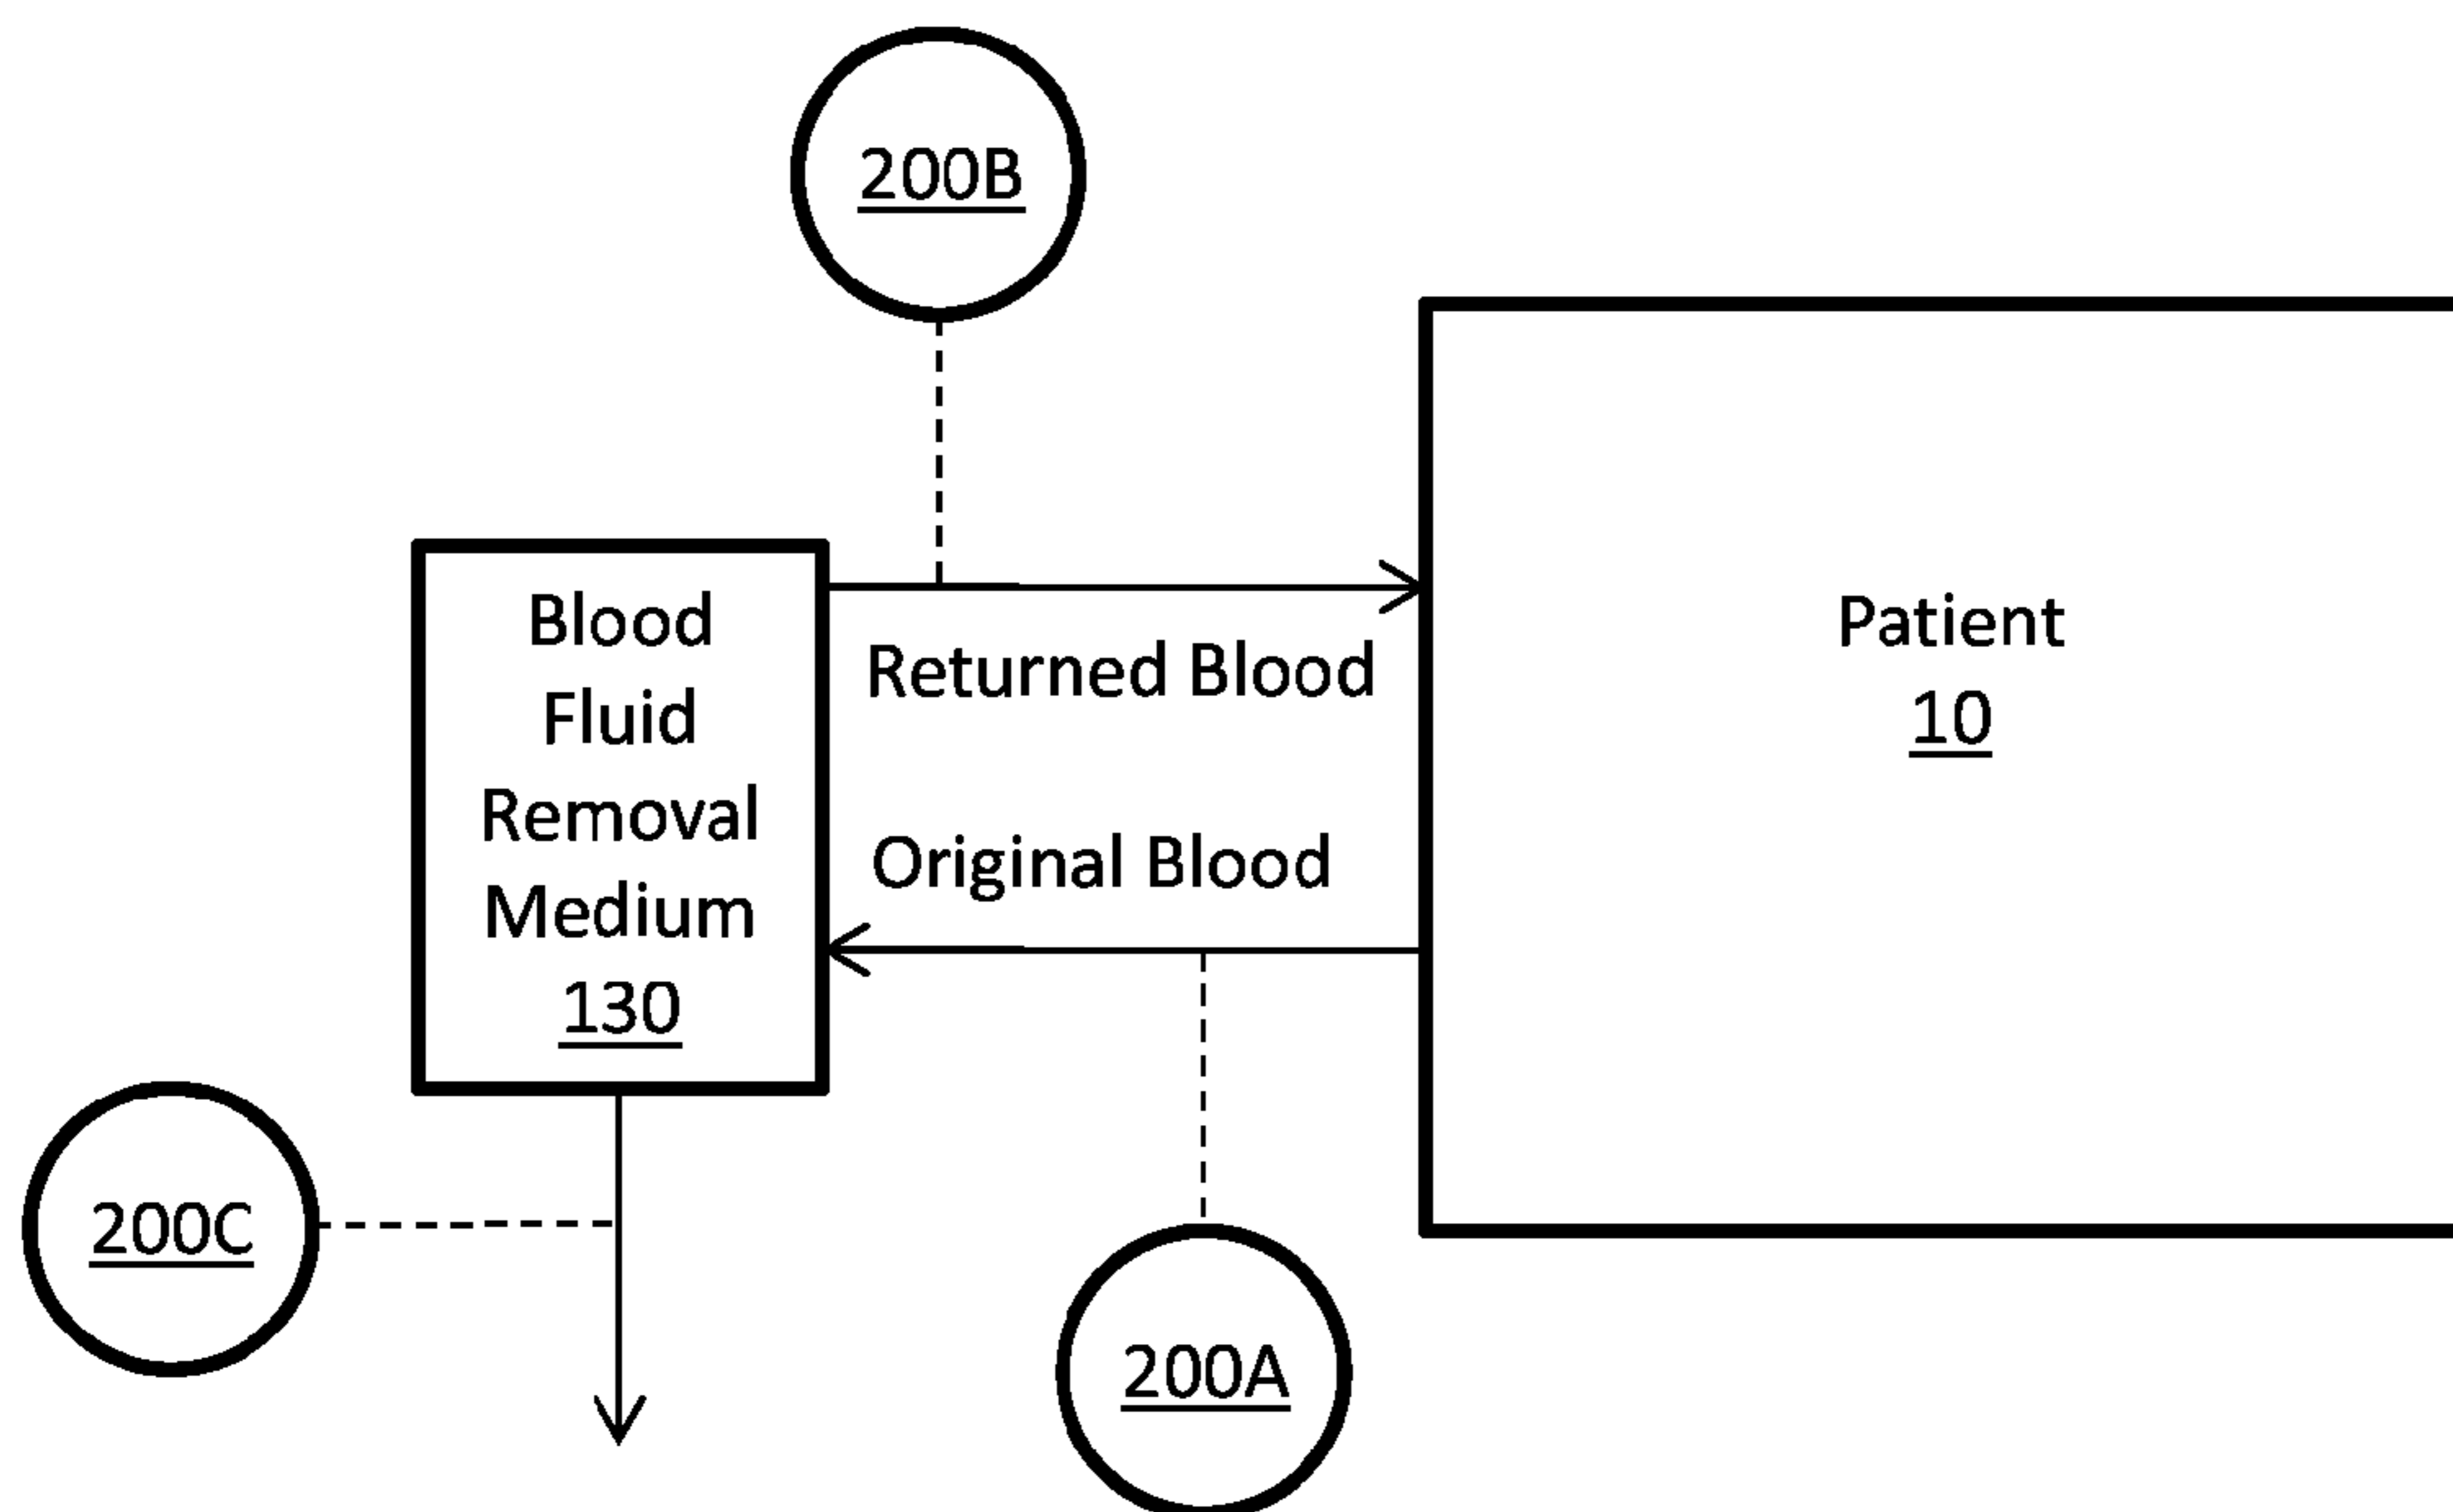 200B
Blood
Fluid
Removal
Medium
130
Returned Blood
Original Blood
Patient
10
200C
200A